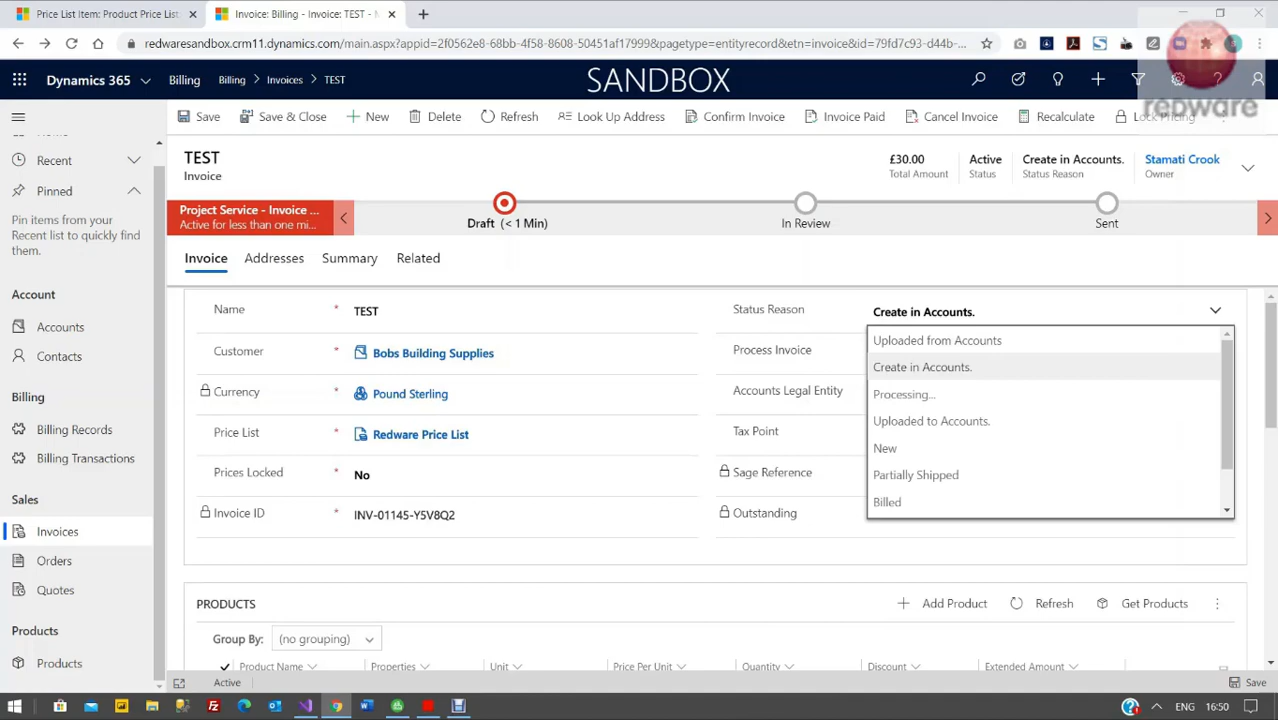 Price List Item: Product Price List
Invoice: Billing - Invoice: TEST -
redwaresandbox.crm11.dynamics.com/main.aspx?appid=2fb562eb-68bb-4f58-8608-50451af17999&pagetype=entityrecord&etn=invoice&id=79fd7c93-d44b-...
Dynamics 365
Billing
Billing > Invoices > TEST
SANDBOX
redware
Save
Save & Close
New
Delete
Refresh
Look Up Address
Confirm Invoice
Invoice Paid
Cancel Invoice
Recalculate
Lock Pricing
Recent
Pinned
Pin items from your
Recent list to quickly find
them.
Account
Accounts
Contacts
Billing
Billing Records
Billing Transactions
Sales
Invoices
Orders
Quotes
Products
Products
TEST
Invoice
£30.00
Total Amount
Active
Status
Create in Accounts.
Status Reason
Stamati Crook
Owner
Project Service - Invoice ...
Active for less than one mi...
Draft (< 1 Min)
In Review
Sent
Invoice
Addresses
Summary
Related
Name * TEST
Customer * Bobs Building Supplies
Currency * Pound Sterling
Price List * Redware Price List
Prices Locked * No
Invoice ID * INV-01145-Y5V8Q2
Status Reason Create in Accounts.
Process Invoice
Accounts Legal Entity
Tax Point
Sage Reference
Outstanding
Uploaded from Accounts
Create in Accounts.
Processing...
Uploaded to Accounts.
New
Partially Shipped
Billed
PRODUCTS
Add Product
Refresh
Get Products
Group By: (no grouping)
Product Name
Properties
Unit
Price Per Unit
Quantity
Discount
Extended Amount
Active
Save
ENG 16:50